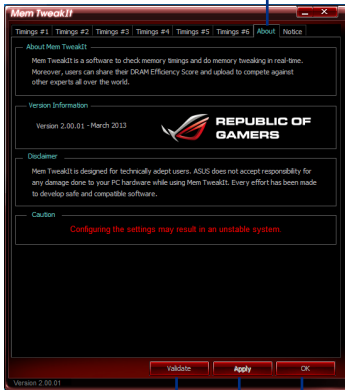 Mem TweakIt
Timings #1 Timings #2 Timings #3 Timings #4 Timings #5 Timings #6 About Notice
About Mem TweakIt
Mem TweakIt is a software to check memory timings and do memory tweaking in real-time.
Moreover, users can share their DRAM Efficiency Score and upload to compete against
other experts all over the world.
Version Information
Version 2.00.01 - March 2013
REPUBLIC OF
GAMERS
Disclaimer
Mem TweakIt is designed for technically adept users. ASUS does not accept responsibility for
any damage done to your PC hardware while using Mem TweakIt. Every effort has been made
to develop safe and compatible software.
Caution
Configuring the settings may result in an unstable system.
Validate Apply OK
Version 2.00.01